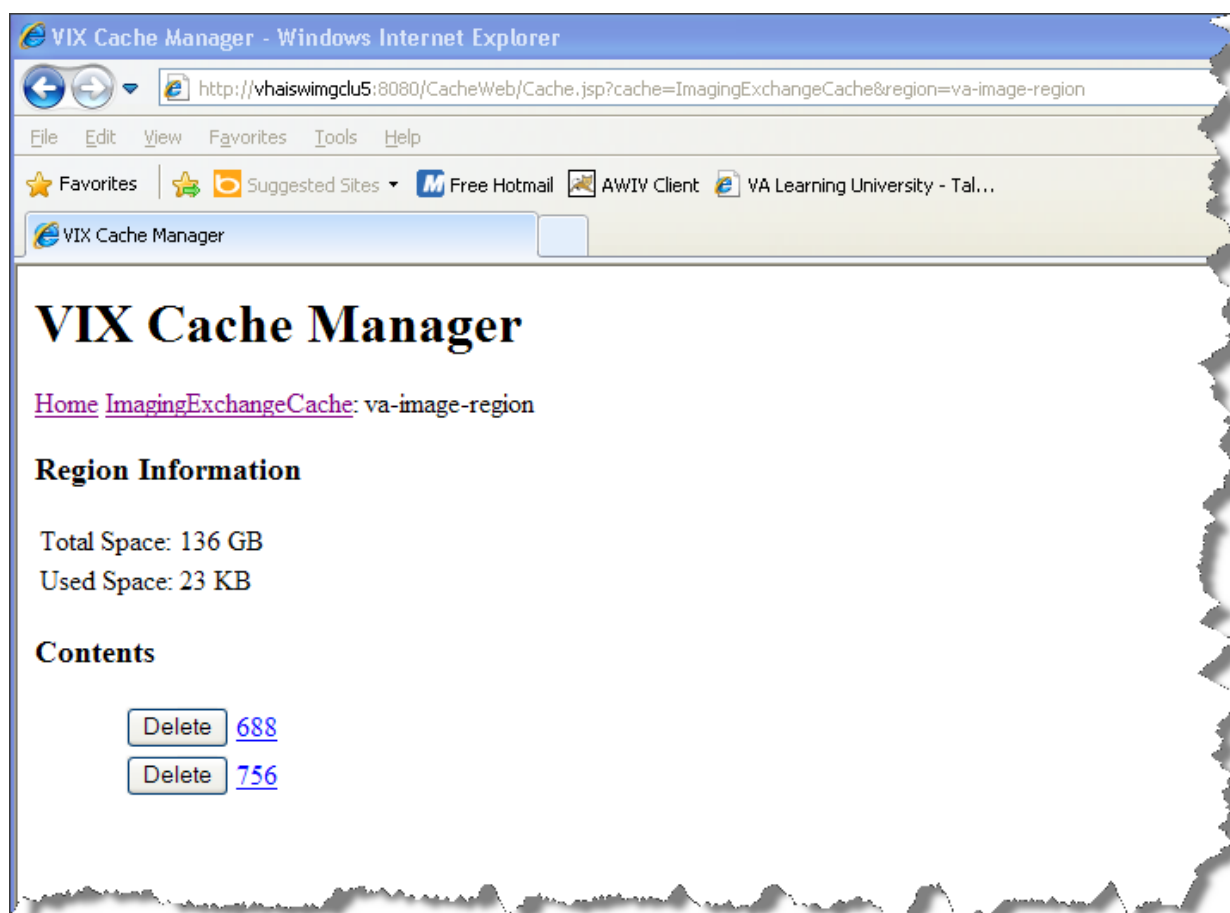 VIX Cache Manager - Windows Internet Explorer
http://vhaiswimgclu5:8080/CacheWeb/Cache.jsp?cache=ImagingExchangeCache&region=va-image-region
File Edit View Favorites Tools Help
Favorites Suggested Sites Free Hotmail AWIV Client VA Learning University - Tal...
VIX Cache Manager
VIX Cache Manager
Home ImagingExchangeCache: va-image-region
Region Information
Total Space: 136 GB
Used Space: 23 KB
Contents
Delete 688
Delete 756